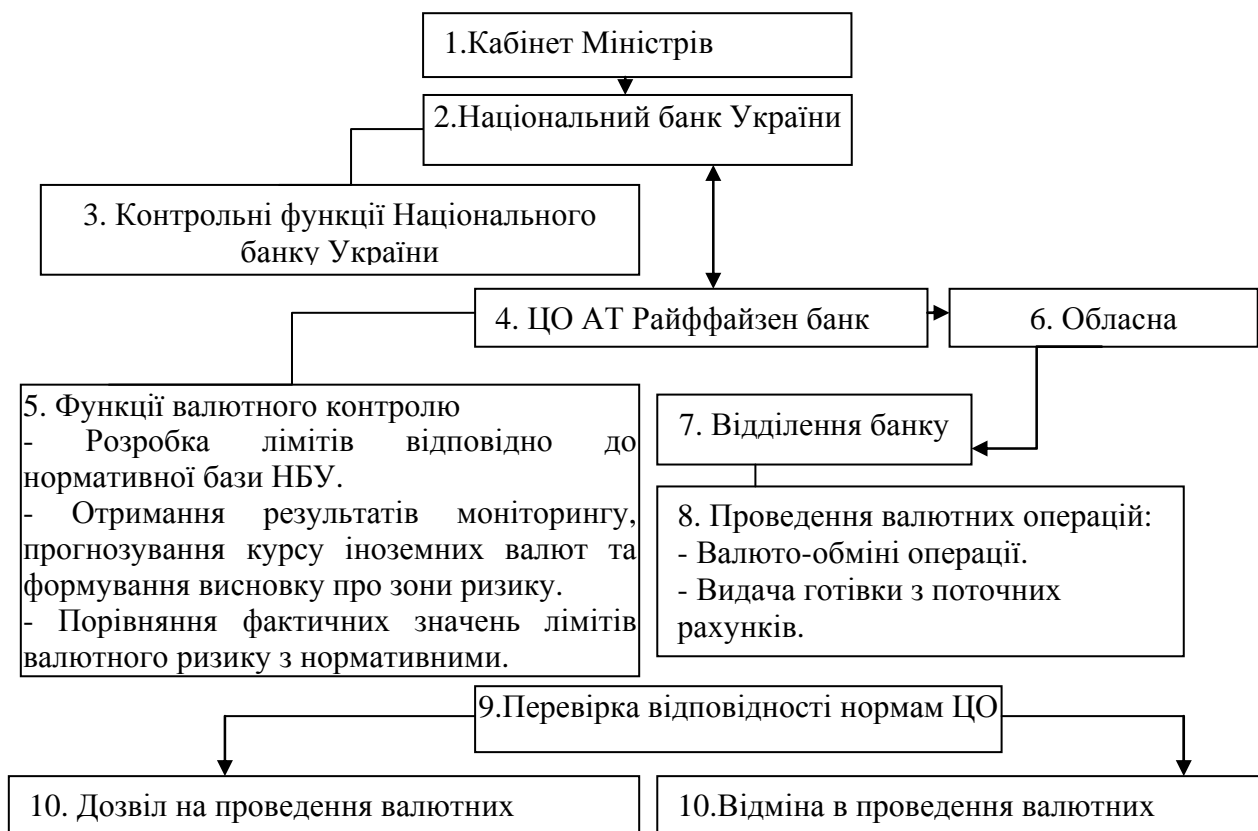 1.Кабінет Міністрів
2.Національний банк України
3. Контрольні функції Національного
банку України
4. ЦО АТ Райффайзен банк
6. Обласна
5. Функції валютного контролю
- Розробка лімітів відповідно до
нормативної бази НБУ.
- Отримання результатів моніторингу,
прогнозування курсу іноземних валют та
формування висновку про зони ризику.
- Порівняння фактичних значень лімітів
валютного ризику з нормативними.
7. Відділення банку
8. Проведення валютних операцій:
- Валюто-обміні операції.
- Видача готівки з поточних
рахунків.
9.Перевірка відповідності нормам ЦО
10. Дозвіл на проведення валютних
10.Відміна в проведення валютних